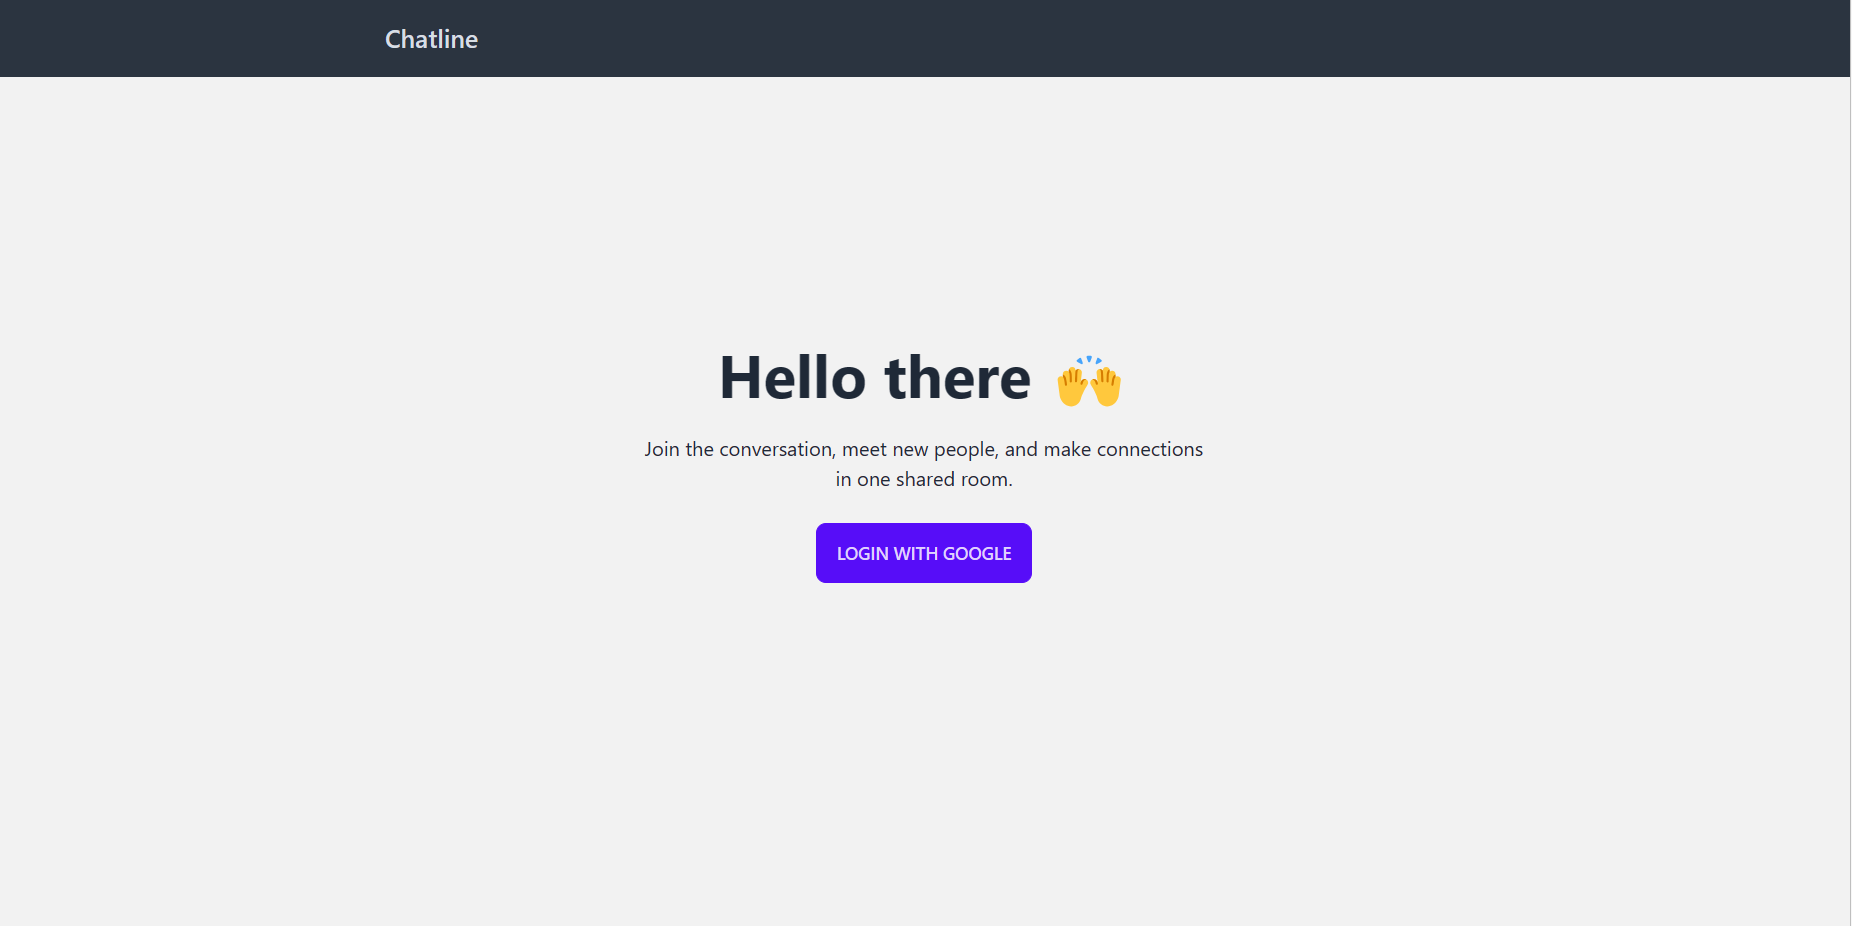 Chatline
Hello there 🙌
Join the conversation, meet new people, and make connections
in one shared room.
LOGIN WITH GOOGLE